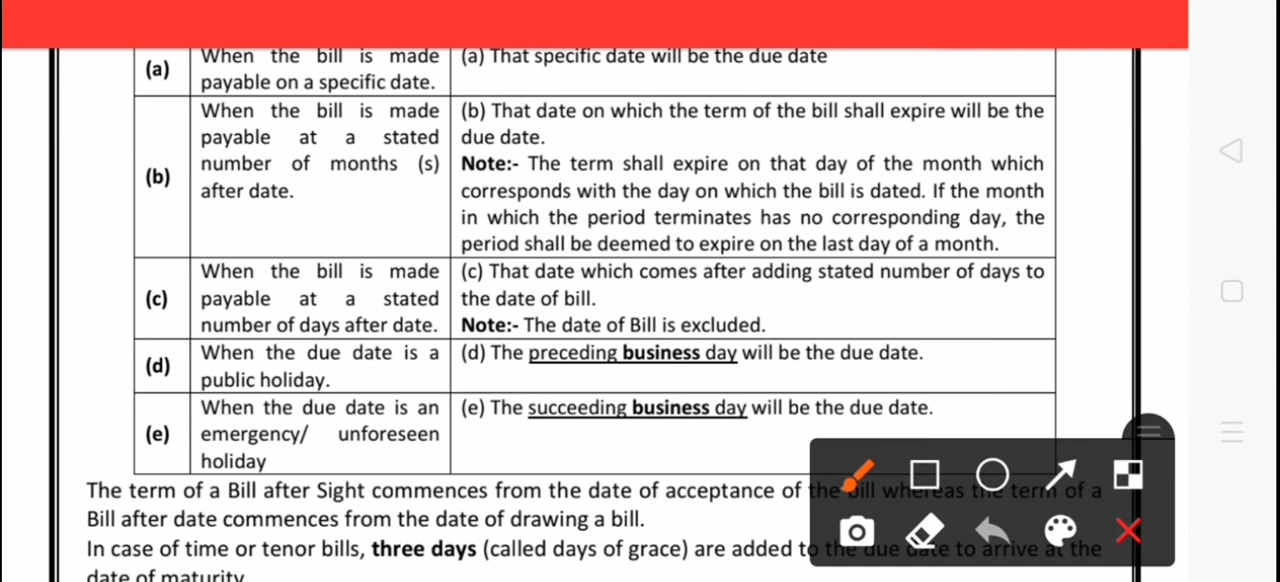 (a)
When the bill is made
payable on a specific date.
(a) That specific date will be the due date
(b)
When the bill is made
payable at a stated
number of months (s)
after date.
(b) That date on which the term of the bill shall expire will be the
due date.
Note:- The term shall expire on that day of the month which
corresponds with the day on which the bill is dated. If the month
in which the period terminates has no corresponding day, the
period shall be deemed to expire on the last day of a month.
(c)
When the bill is made
payable at a stated
number of days after date.
(c) That date which comes after adding stated number of days to
the date of bill.
Note:- The date of Bill is excluded.
(d)
When the due date is a
public holiday.
(d) The preceding business day will be the due date.
(e)
When the due date is an
emergency/ unforeseen
holiday
(e) The succeeding business day will be the due date.
The term of a Bill after Sight commences from the date of acceptance of the bill whereas the term of a
Bill after date commences from the date of drawing a bill.
In case of time or tenor bills, three days (called days of grace) are added to the due date to arrive at the
date of maturity.